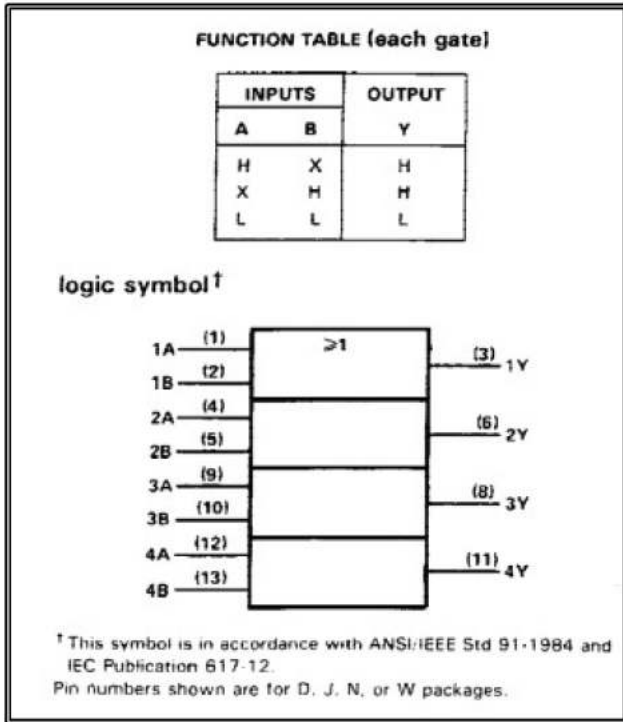 FUNCTION TABLE (each gate)
INPUTS OUTPUT
A B Y
H X H
X H H
L L L
logic symbol†
1A (1) ≥1
(3) 1Y
1B (2)
2A (4)
(6) 2Y
2B (5)
3A (9)
(8) 3Y
3B (10)
4A (12)
(11) 4Y
4B (13)
† This symbol is in accordance with ANSI/IEEE Std 91-1984 and
IEC Publication 617-12.
Pin numbers shown are for D, J, N, or W packages.